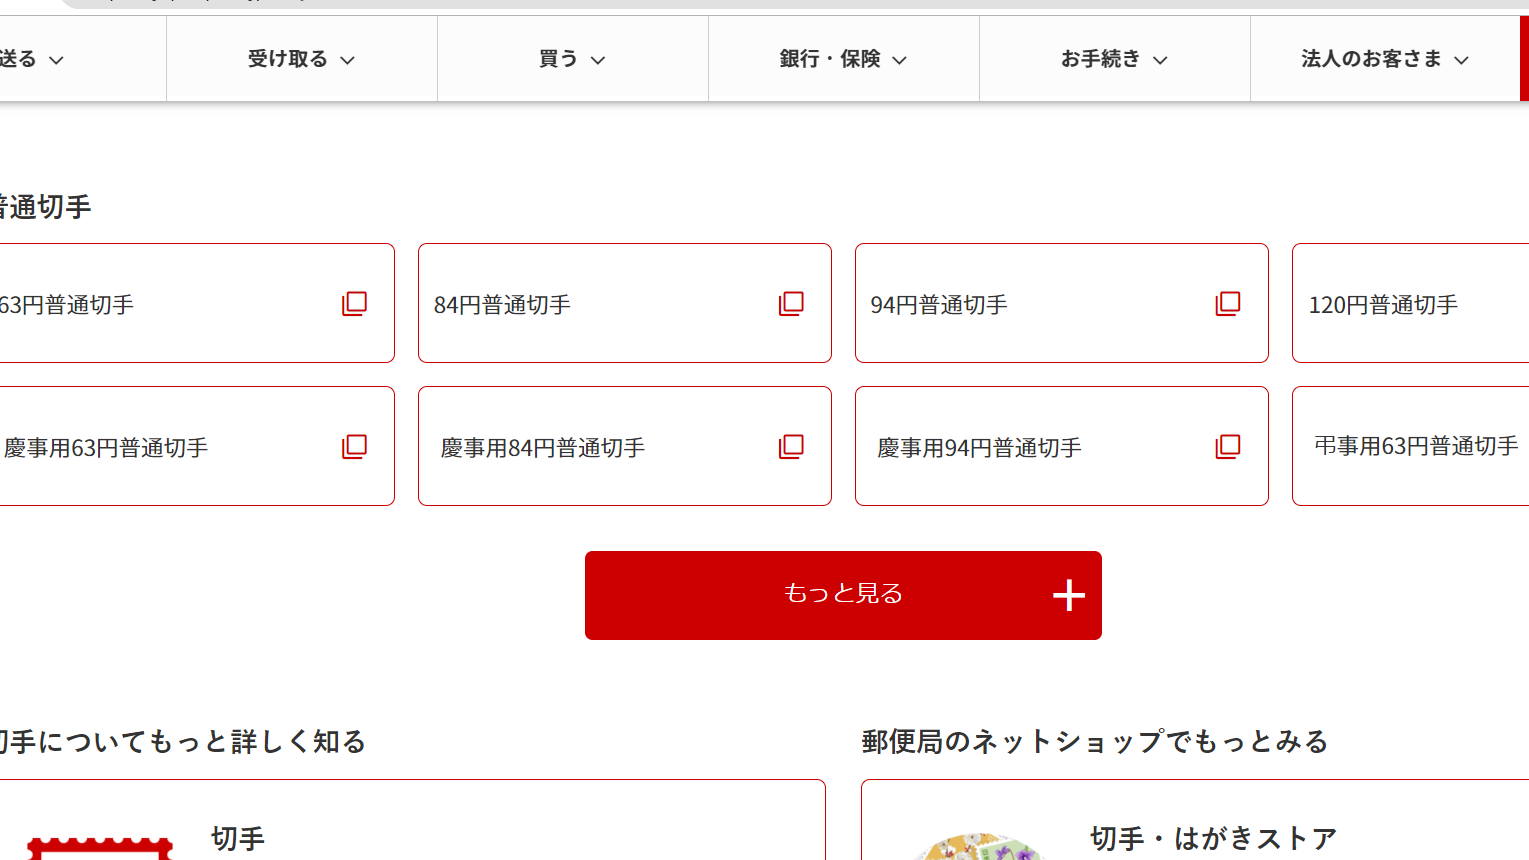 送る
受け取る
買う
銀行・保険
お手続き
法人のお客さま
普通切手
63円普通切手
84円普通切手
94円普通切手
120円普通切手
慶事用63円普通切手
慶事用84円普通切手
慶事用94円普通切手
弔事用63円普通切手
もっと見る
切手についてもっと詳しく知る
郵便局のネットショップでもっとみる
切手
切手・はがきストア